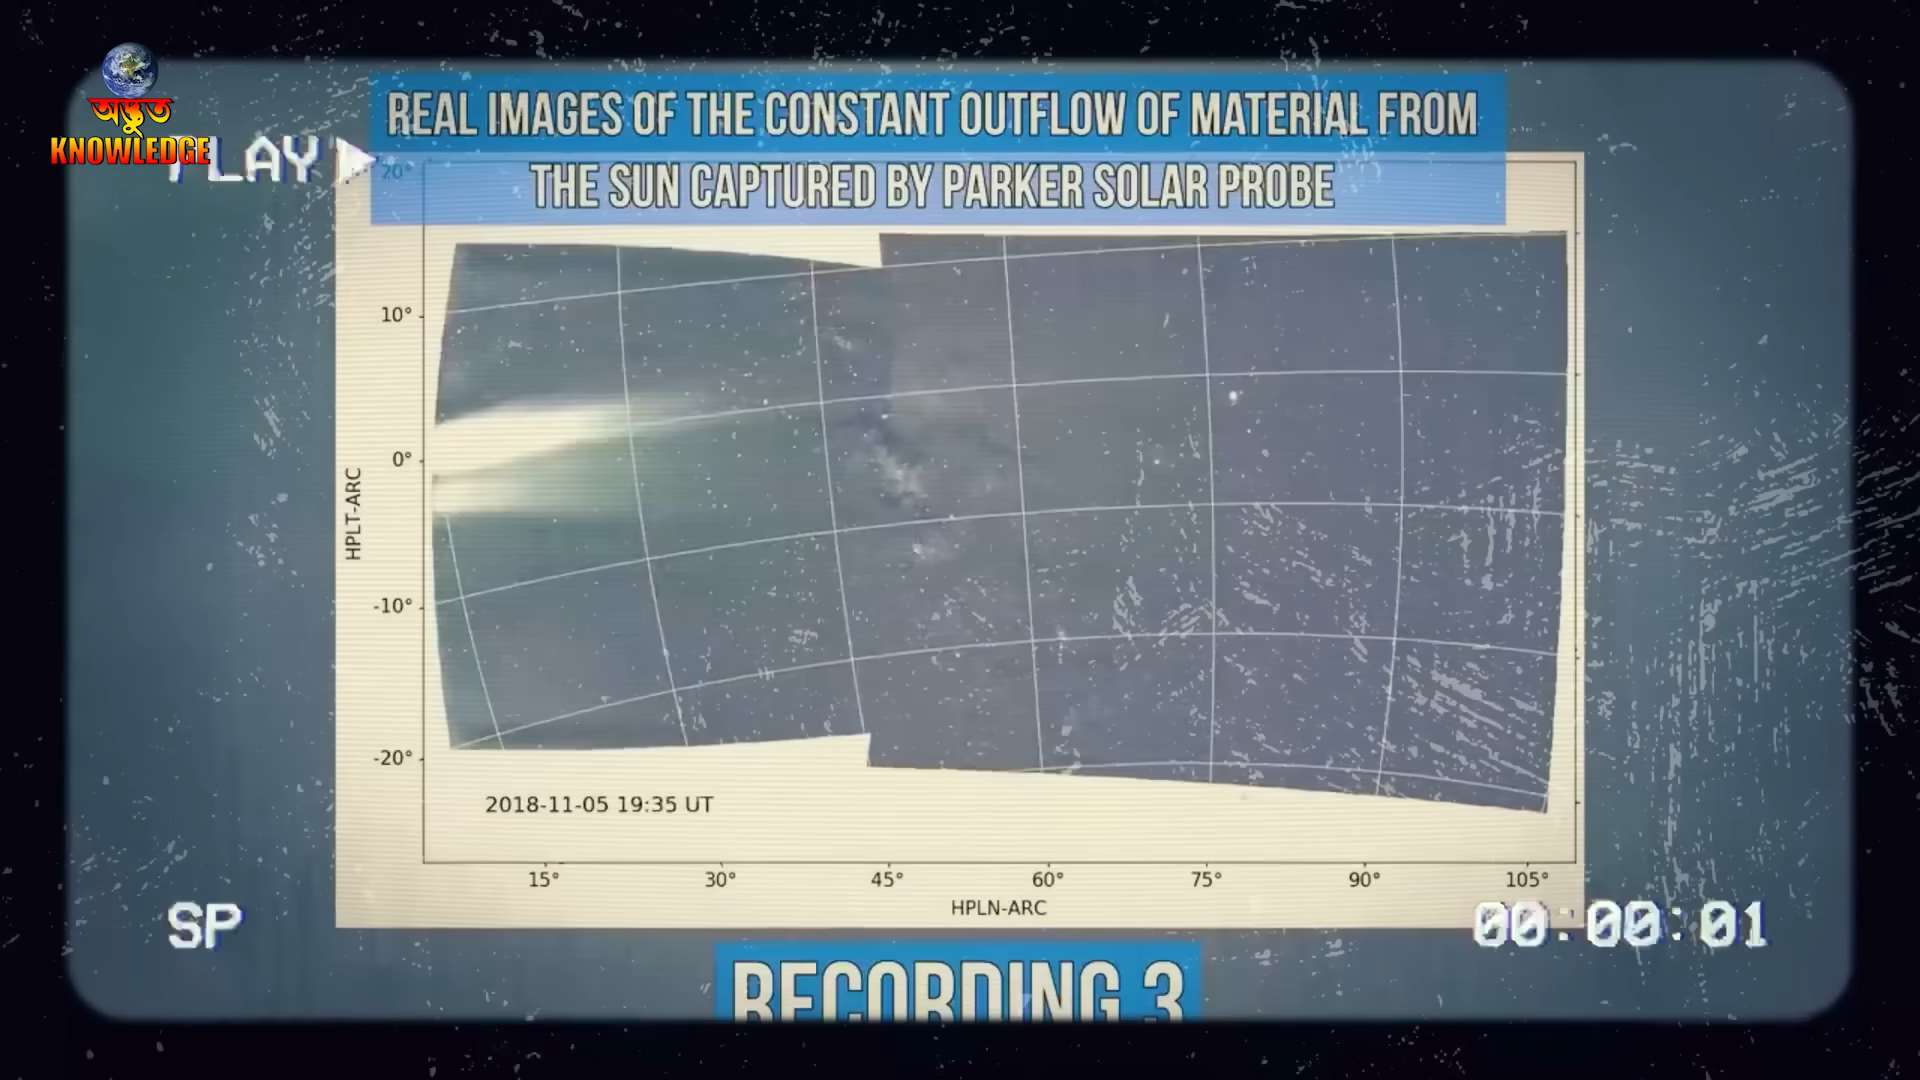 অদ্ভুত
KNOWLEDGE
PLAY
REAL IMAGES OF THE CONSTANT OUTFLOW OF MATERIAL FROM
THE SUN CAPTURED BY PARKER SOLAR PROBE
20°
10°
0°
-10°
-20°
HPLT-ARC
2018-11-05 19:35 UT
15° 30° 45° 60° 75° 90° 105°
HPLN-ARC
SP
00:00:01
RECORDING 3